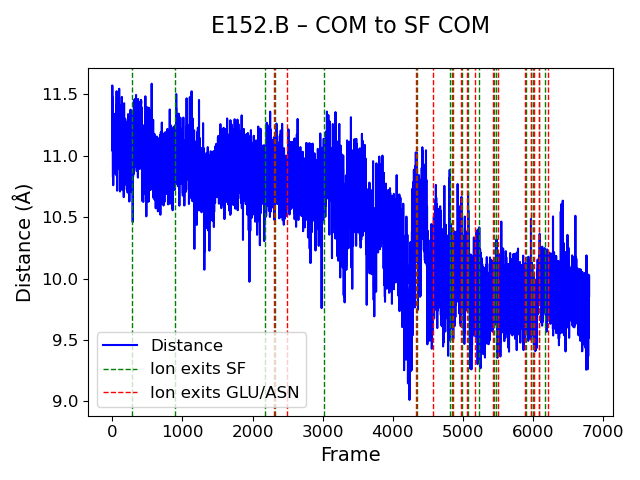 E152.B – COM to SF COM
Distance (Å)
11.5
11.0
10.5
10.0
9.5
9.0
Distance
Ion exits SF
Ion exits GLU/ASN
0 1000 2000 3000 4000 5000 6000 7000
Frame